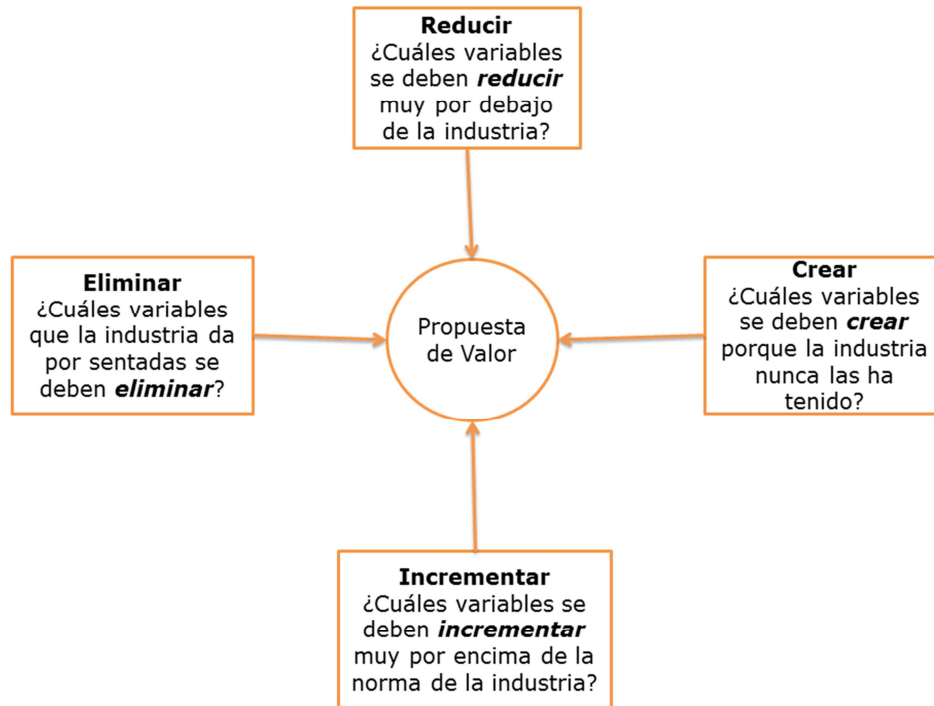 Reducir
¿Cuáles variables
se deben reducir
muy por debajo
de la industria?
Eliminar
¿Cuáles variables
que la industria da
por sentadas se
deben eliminar?
Propuesta
de Valor
Crear
¿Cuáles variables
se deben crear
porque la industria
nunca las ha
tenido?
Incrementar
¿Cuáles variables se
deben incrementar
muy por encima de la
norma de la industria?